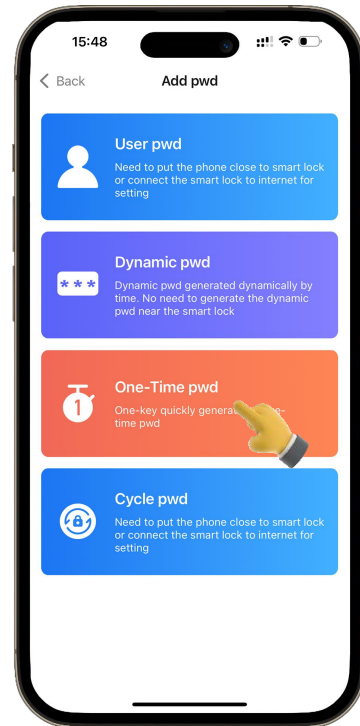 15:48
Back
Add pwd
User pwd
Need to put the phone close to smart lock
or connect the smart lock to internet for
setting
* * *
Dynamic pwd
Dynamic pwd generated dynamically by
time. No need to generate the dynamic
pwd near the smart lock
1
One-Time pwd
One-key quickly
time pwd
Cycle pwd
Need to put the phone close to smart lock
or connect the smart lock to internet for
setting